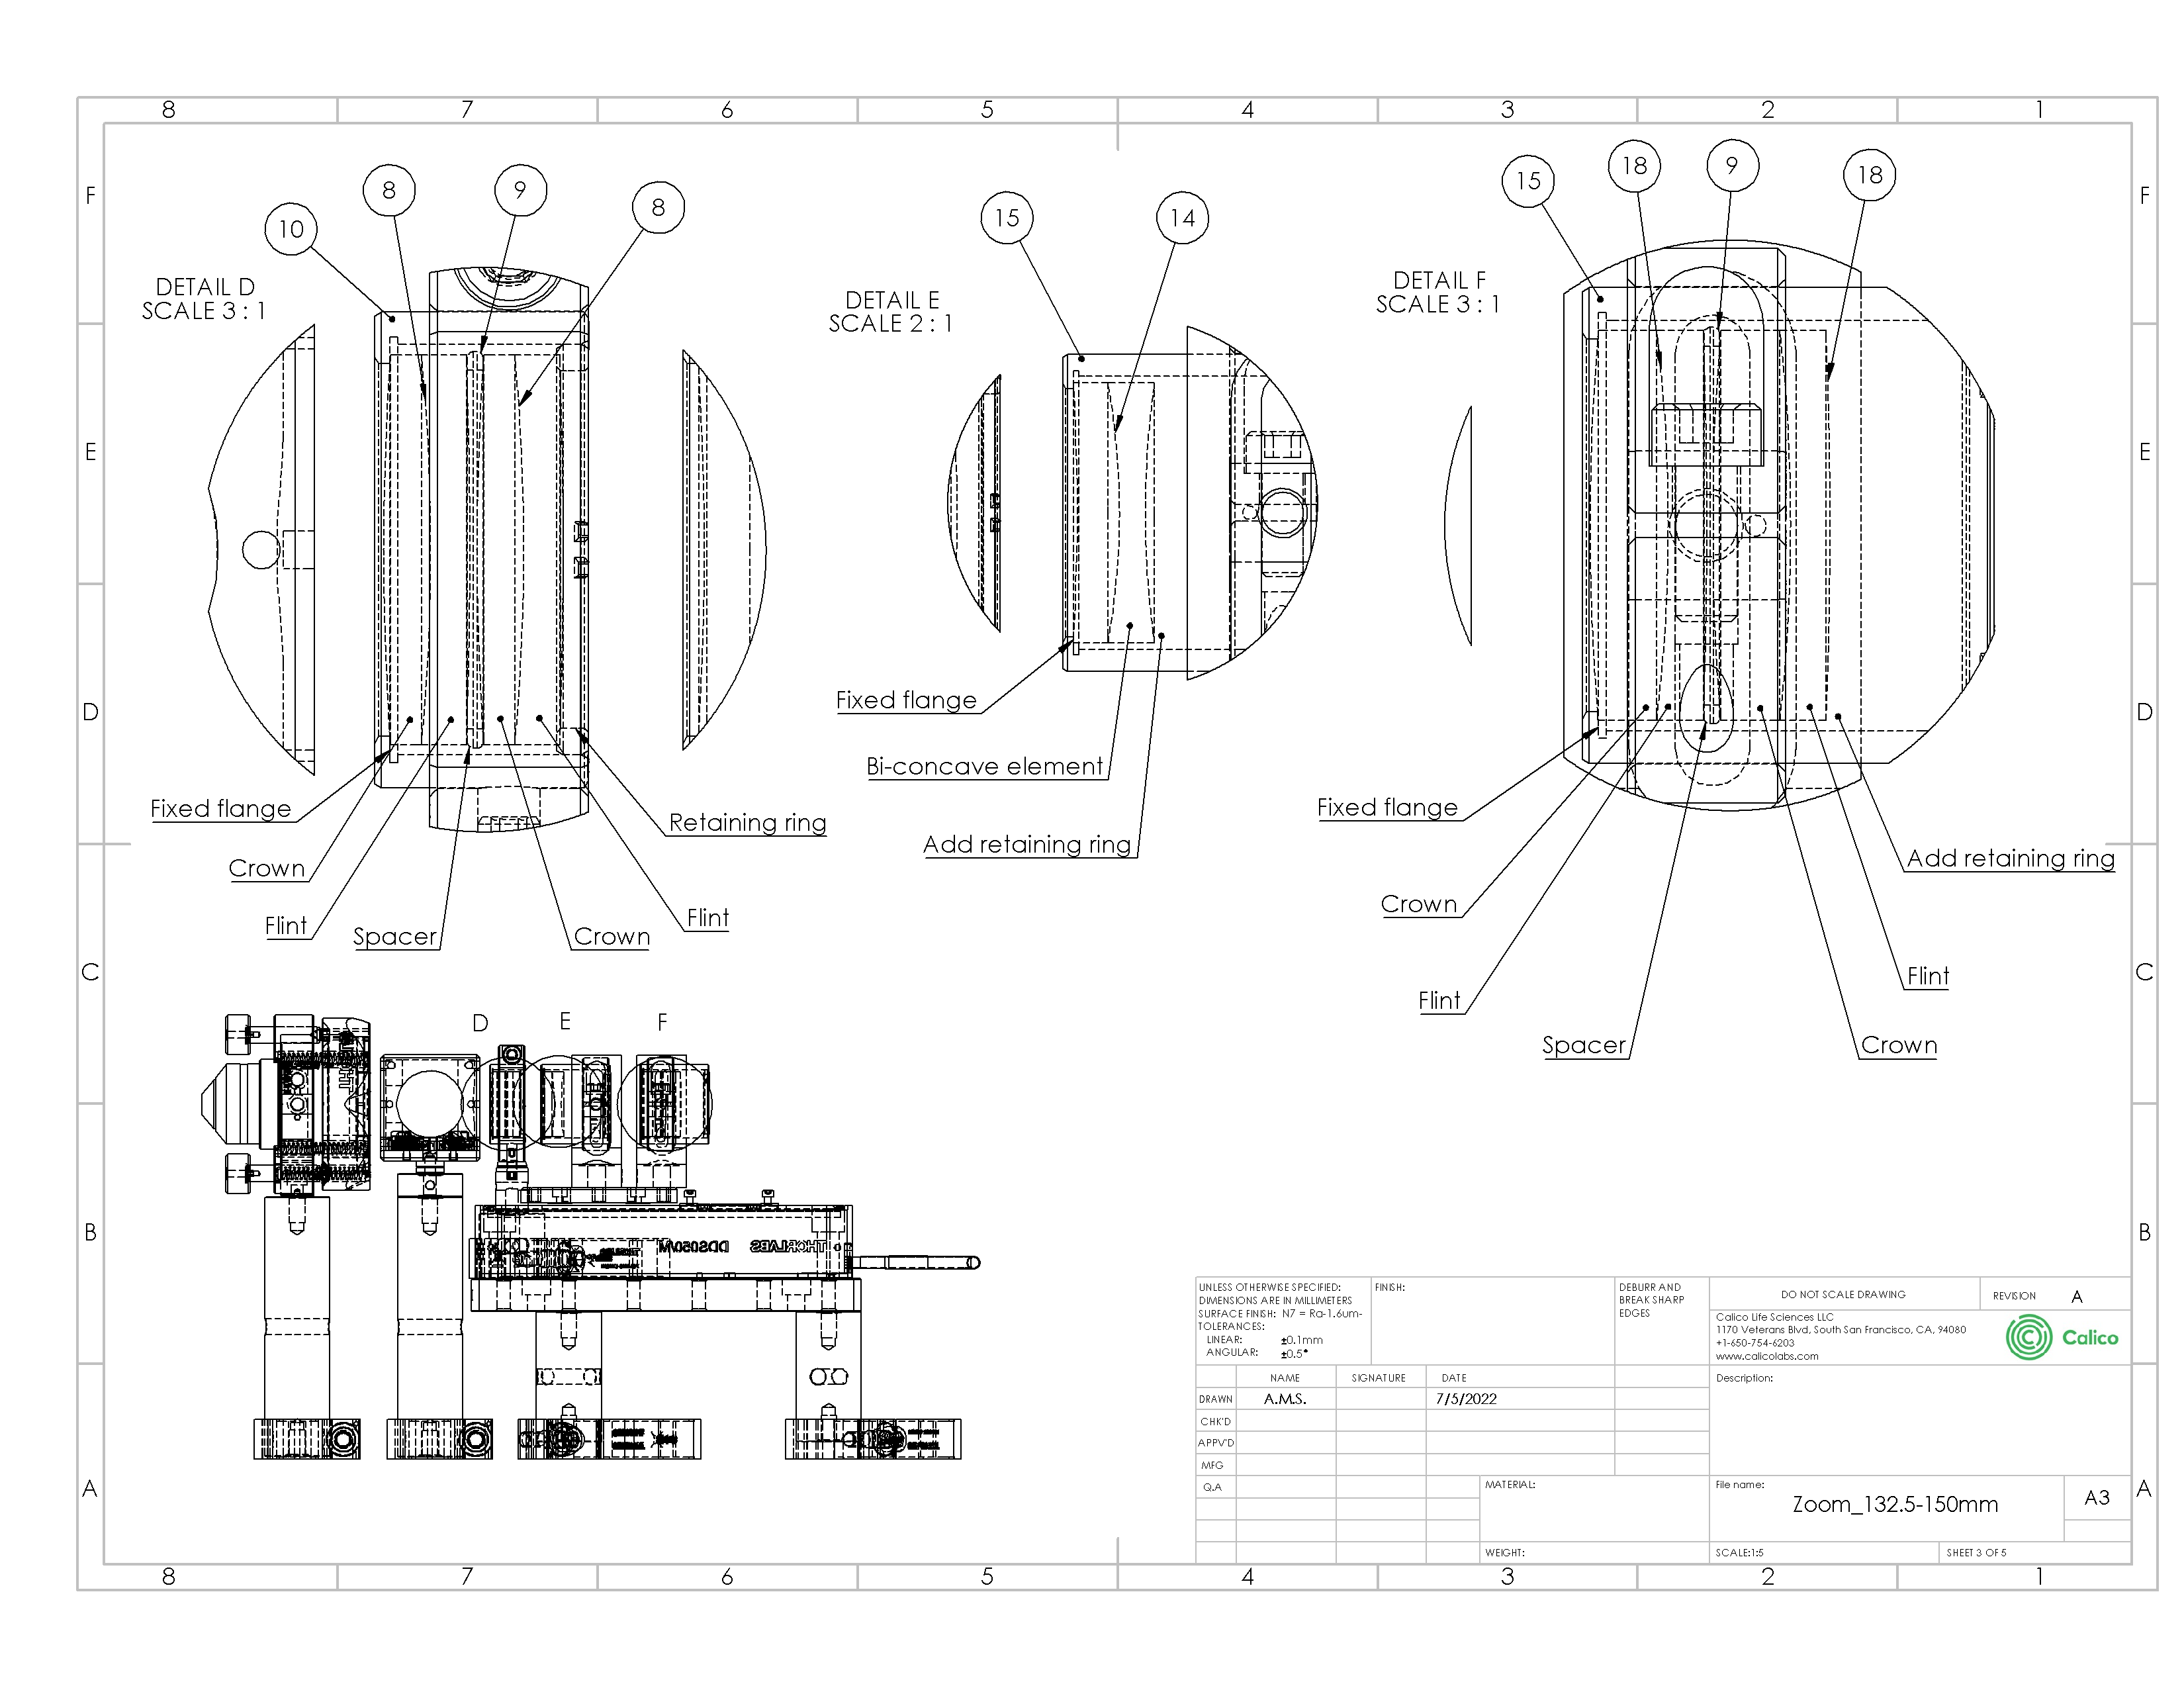 8 7 6 5 4 3 2 1
F F
E E
D D
C C
B B
A A
8 7 6 5 4 3 2 1
DETAIL D
SCALE 3 : 1
10
8
9
8
Fixed flange
Crown
Flint
Spacer
Crown
Flint
Retaining ring
DETAIL E
SCALE 2 : 1
15
14
Fixed flange
Bi-concave element
Add retaining ring
DETAIL F
SCALE 3 : 1
15
18
9
18
Fixed flange
Crown
Flint
Spacer
Crown
Flint
Add retaining ring
D E F
DDS050/M THORLABS
UNLESS OTHERWISE SPECIFIED:
DIMENSIONS ARE IN MILLIMETERS
SURFACE FINISH: N7 = Ra-1.6um-
TOLERANCES:
LINEAR: ±0.1mm
ANGULAR: ±0.5°
FINISH:
DEBURR AND
BREAK SHARP
EDGES
DO NOT SCALE DRAWING
REVISION A
Calico Life Sciences LLC
1170 Veterans Blvd, South San Francisco, CA, 94080
+1-650-754-6203
www.calicolabs.com
Calico
NAME SIGNATURE DATE
DRAWN A.M.S. 7/5/2022
CHK'D
APPV'D
MFG
Q.A
Description:
MATERIAL:
WEIGHT:
File name:
Zoom_132.5-150mm
A3
SCALE:1:5
SHEET 3 OF 5